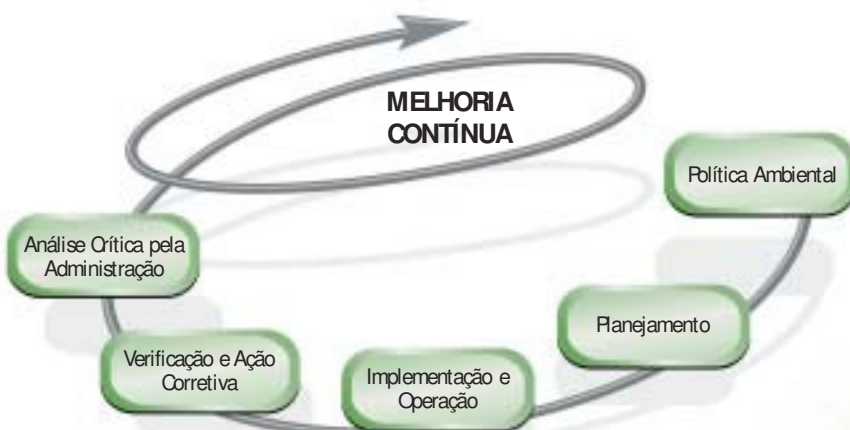 MELHORIA
CONTÍNUA
Política Ambiental
Planejamento
Implementação e
Operação
Verificação e Ação
Corretiva
Análise Crítica pela
Administração